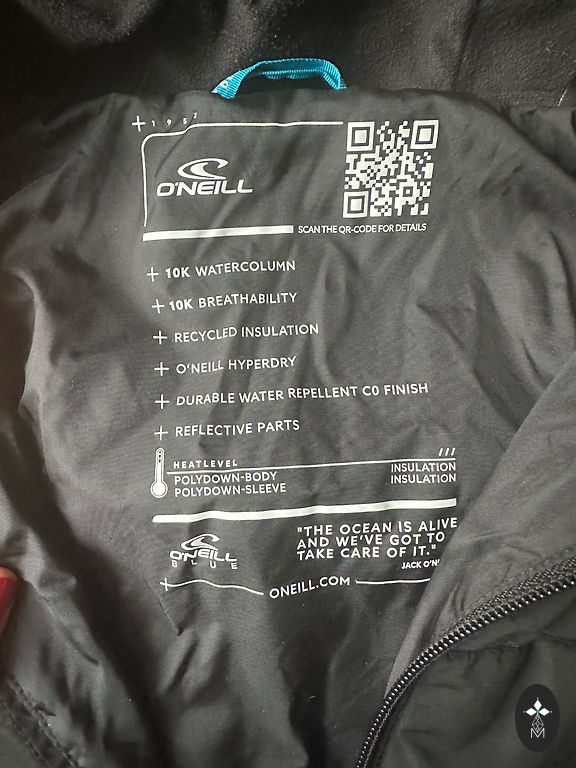 1952
O'NEILL
SCAN THE QR-CODE FOR DETAILS
+ 10K WATERCOLUMN
+ 10K BREATHABILITY
+ RECYCLED INSULATION
+ O'NEILL HYPERDRY
+ DURABLE WATER REPELLENT C0 FINISH
+ REFLECTIVE PARTS
HEATLEVEL ///
POLYDOWN-BODY INSULATION
POLYDOWN-SLEEVE INSULATION
O'NEILL
BLUE
"THE OCEAN IS ALIVE
AND WE'VE GOT TO
TAKE CARE OF IT."
JACK
ONEILL.COM
M